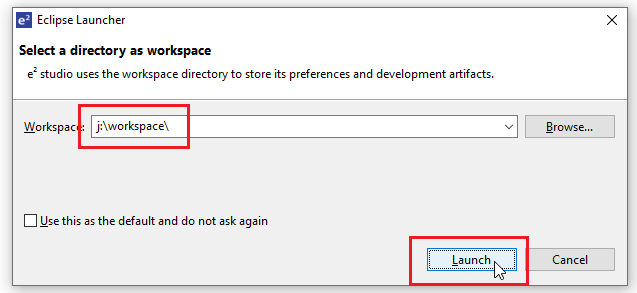 e² Eclipse Launcher
Select a directory as workspace
e² studio uses the workspace directory to store its preferences and development artifacts.
Workspace: j:\workspace\ Browse...
Use this as the default and do not ask again
Launch Cancel